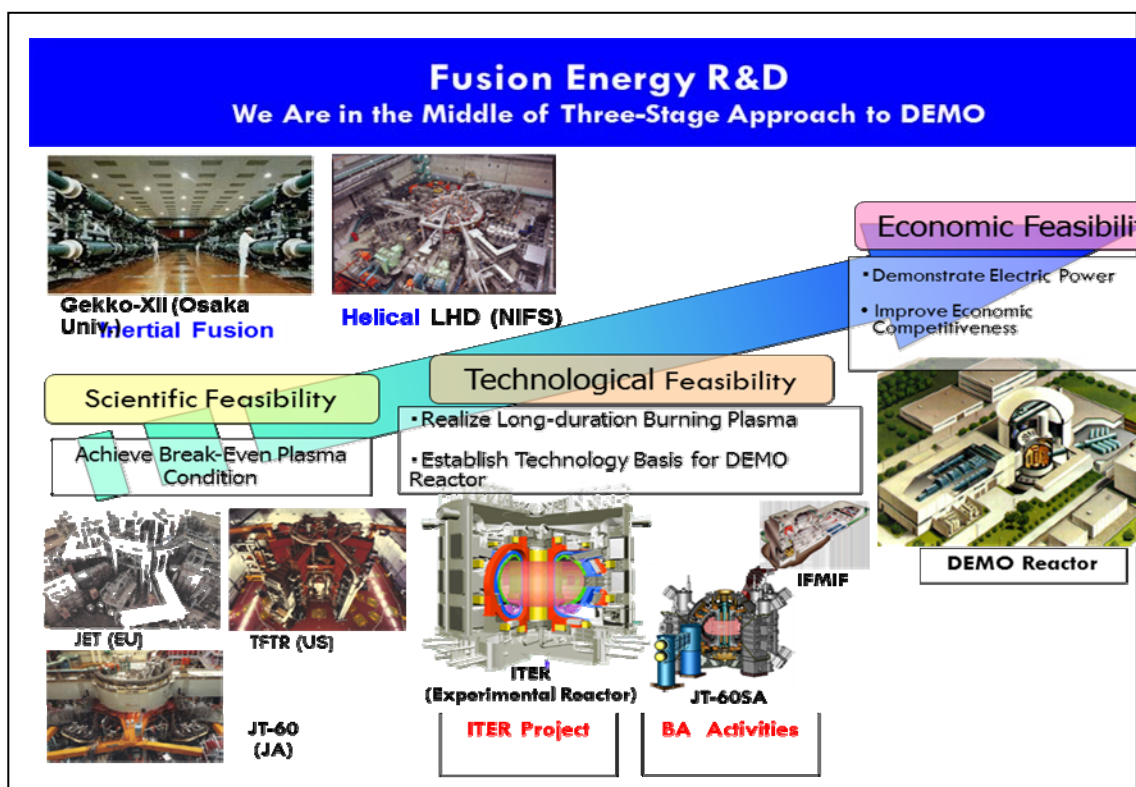 Fusion Energy R&D
We Are in the Middle of Three-Stage Approach to DEMO
Gekko-XII (Osaka
Univ.)
Inertial Fusion
Helical LHD (NIFS)
Economic Feasibilit
• Demonstrate Electric Power
• Improve Economic
Competitiveness
Scientific Feasibility
Achieve Break-Even Plasma
Condition
Technological Feasibility
• Realize Long-duration Burning Plasma
• Establish Technology Basis for DEMO
Reactor
JET (EU)
TFTR (US)
JT-60
(JA)
ITER
(Experimental Reactor)
ITER Project
IFMIF
JT-60SA
BA Activities
DEMO Reactor